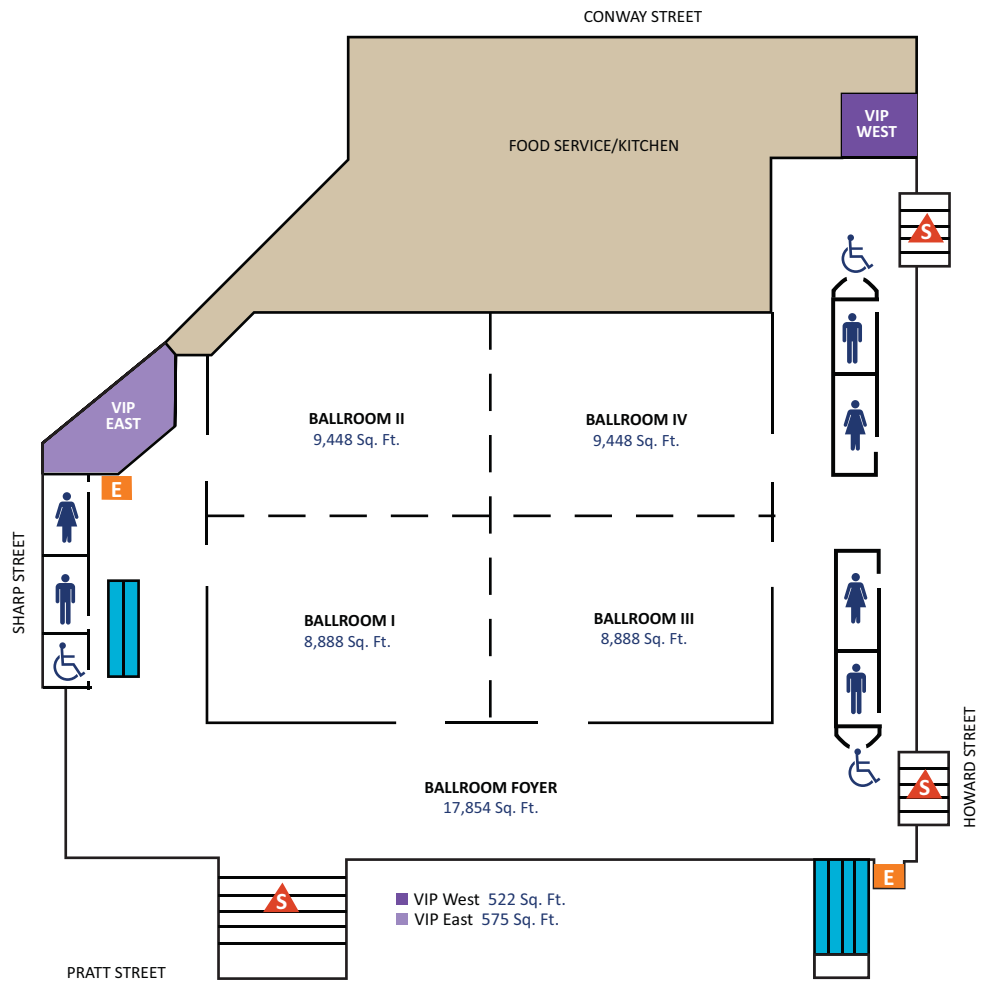 CONWAY STREET
VIP
WEST
FOOD SERVICE/KITCHEN
S
VIP
EAST
BALLROOM II
9,448 Sq. Ft.
BALLROOM IV
9,448 Sq. Ft.
E
SHARP STREET
BALLROOM I
8,888 Sq. Ft.
BALLROOM III
8,888 Sq. Ft.
HOWARD STREET
S
BALLROOM FOYER
17,854 Sq. Ft.
E
S
VIP West 522 Sq. Ft.
VIP East 575 Sq. Ft.
PRATT STREET